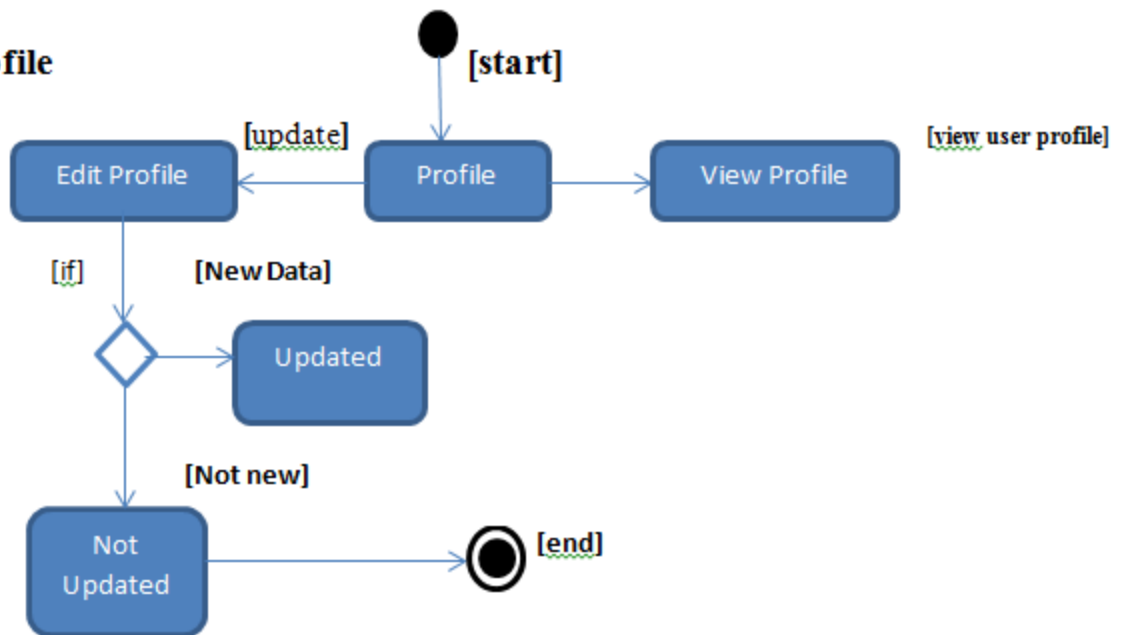 file
[start]
[update]
[view user profile]
Edit Profile
Profile
View Profile
[if]
[New Data]
Updated
[Not new]
Not
Updated
[end]